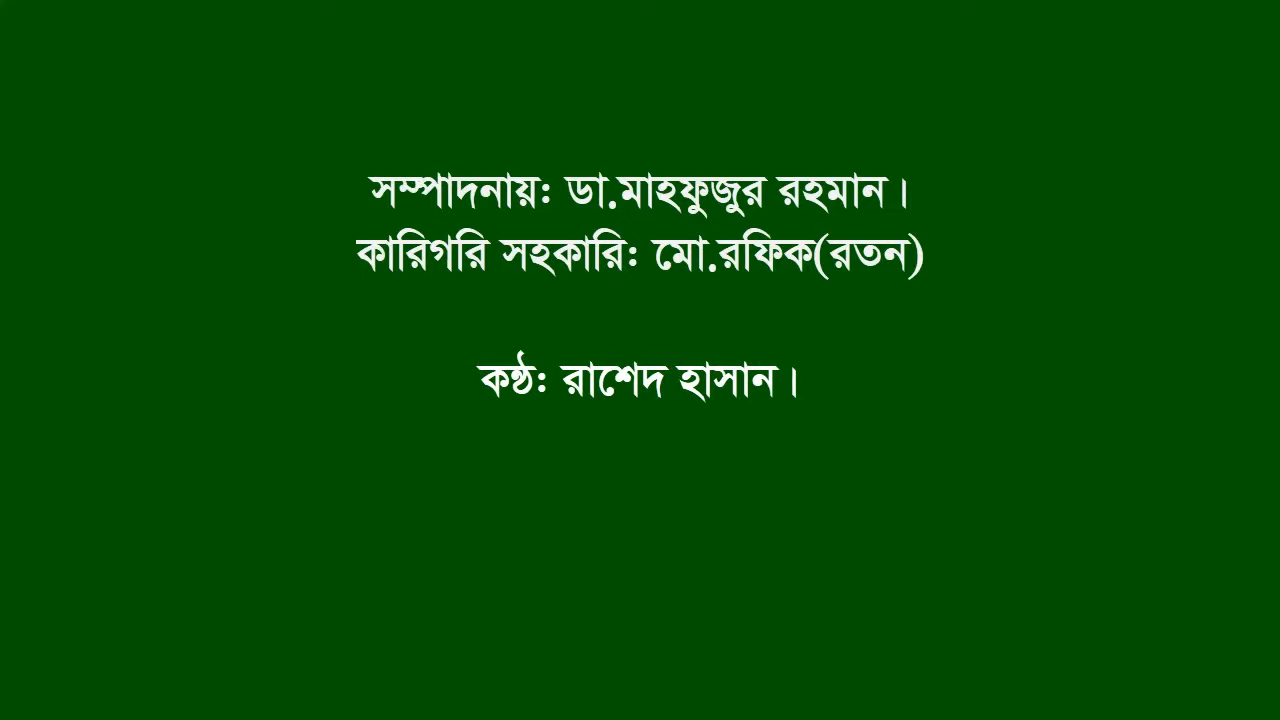 সম্পাদনায়ঃ ডা.মাহফুজুর রহমান।
কারিগরি সহকারিঃ মো.রফিক(রতন)
কন্ঠঃ রাশেদ হাসান।